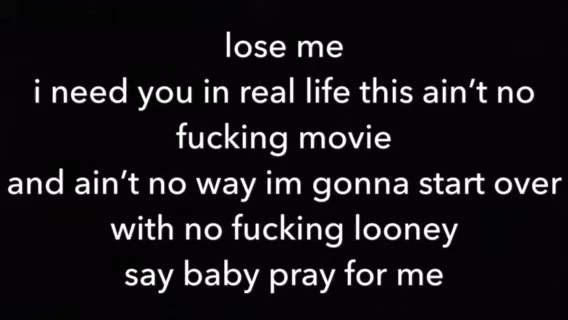 lose me
i need you in real life this ain’t no
fucking movie
and ain’t no way im gonna start over
with no fucking looney
say baby pray for me